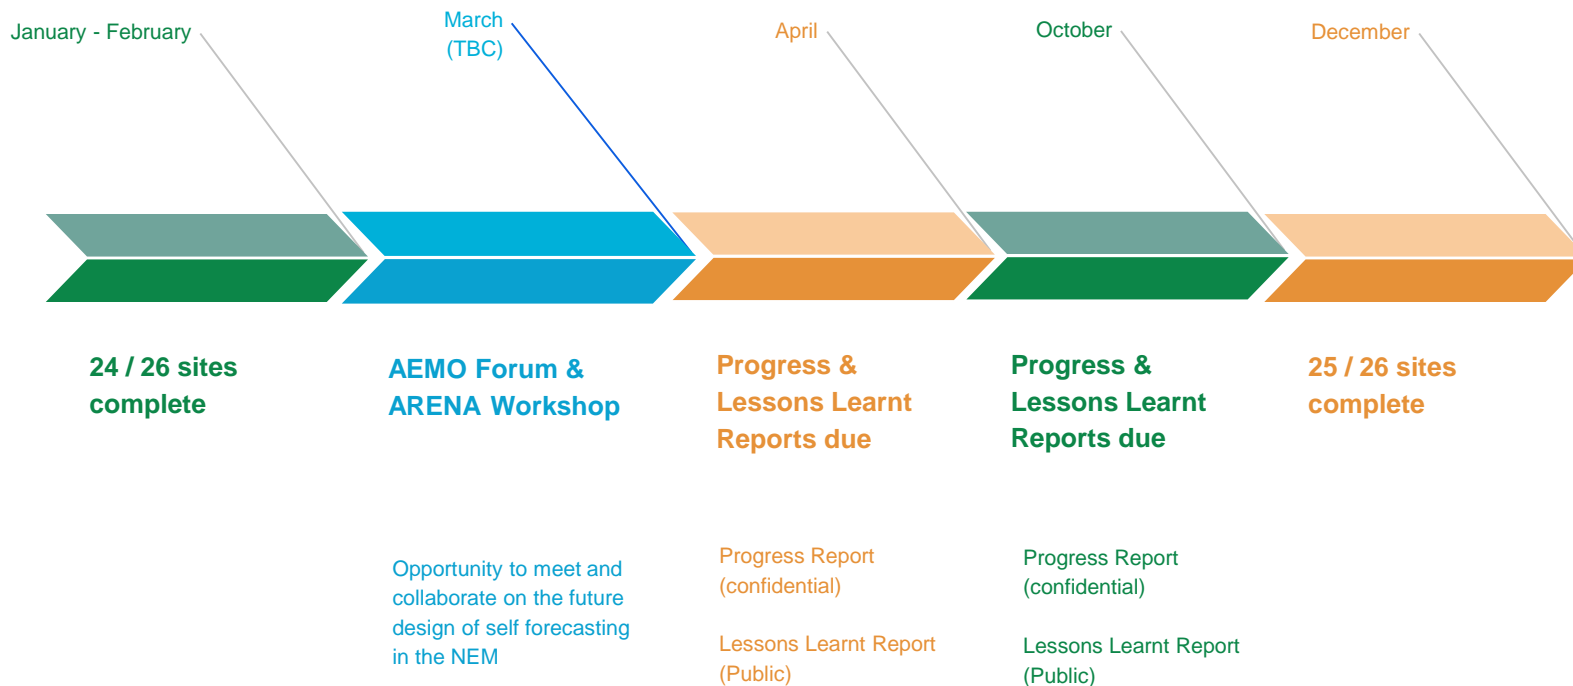 January - February
March
(TBC)
April
October
December
24 / 26 sites
complete
AEMO Forum &
ARENA Workshop
Progress &
Lessons Learnt
Reports due
Progress &
Lessons Learnt
Reports due
25 / 26 sites
complete
Opportunity to meet and
collaborate on the future
design of self forecasting
in the NEM
Progress Report
(confidential)
Lessons Learnt Report
(Public)
Progress Report
(confidential)
Lessons Learnt Report
(Public)